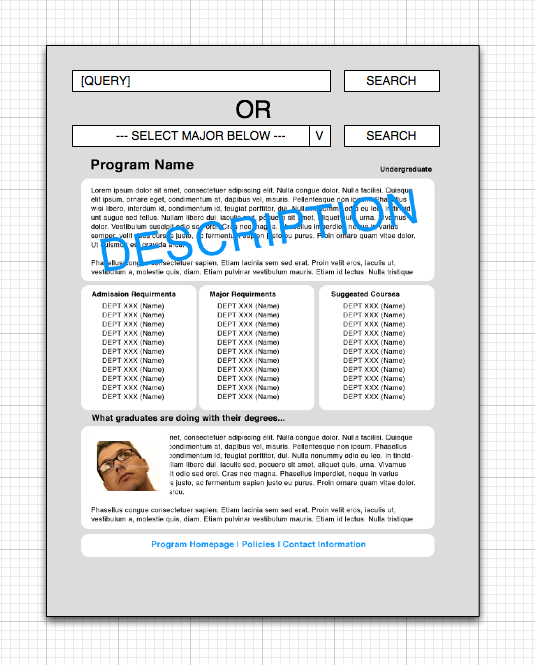 [QUERY]
SEARCH
OR
--- SELECT MAJOR BELOW --- V
SEARCH
Program Name
Undergraduate
DESCRIPTION
Lorem ipsum dolor sit amet, consectetuer adipiscing elit. Nulla congue dolor. Nulla facilisi. Quisque
elit ipsum, ornare eget, commodo at, dapibus vel, mauris. Pellentesque non ipsum. Phasellus
wisi libero, interdum id, condimentum id, feugiat porttitor, dui. Nulla nonummy odio eu leo. In tincid-
unt augue sed tellus. Nullam libero dui, iaculis sed, posuere sit amet, aliquet quis, urna.
dolor. Vestibulum suscipit odio sed orci. Cras nec magna. Phasellus imperdiet, neque in varius
semper, velit cursus justo, ac fermentum sapien justo eu purus. Proin ornare quam vitae dolor.
Ut euismod gravida
Phasellus congue consectetuer sapien. Etiam lacinia sem sed erat. Proin velit eros, iaculis ut,
vestibulum a, molestie quis, diam. Etiam pulvinar vestibulum mauris. Etiam id lectus. Nulla tristique
Admission Requirments
DEPT XXX (Name)
DEPT XXX (Name)
DEPT XXX (Name)
DEPT XXX (Name)
DEPT XXX (Name)
DEPT XXX (Name)
DEPT XXX (Name)
DEPT XXX (Name)
DEPT XXX (Name)
DEPT XXX (Name)
DEPT XXX (Name)
Major Requirments
DEPT XXX (Name)
DEPT XXX (Name)
DEPT XXX (Name)
DEPT XXX (Name)
DEPT XXX (Name)
DEPT XXX (Name)
DEPT XXX (Name)
DEPT XXX (Name)
DEPT XXX (Name)
DEPT XXX (Name)
DEPT XXX (Name)
Suggested Courses
DEPT XXX (Name)
DEPT XXX (Name)
DEPT XXX (Name)
DEPT XXX (Name)
DEPT XXX (Name)
DEPT XXX (Name)
DEPT XXX (Name)
DEPT XXX (Name)
DEPT XXX (Name)
DEPT XXX (Name)
DEPT XXX (Name)
What graduates are doing with their degrees...
net, consectetuer adipiscing elit. Nulla congue dolor. Nulla facilisi. Quisque
ondimentum at, dapibus vel, mauris. Pellentesque non ipsum. Phasellus
ondimentum id, feugiat porttitor, dui. Nulla nonummy odio eu leo. In tincid-
llam libero dui, iaculis sed, posuere sit amet, aliquet quis, urna. Vivamus
it odio sed orci. Cras nec magna. Phasellus imperdiet, neque in varius
s justo, ac fermentum sapien justo eu purus. Proin ornare quam vitae dolor.
arcu.
Phasellus congue consectetuer sapien. Etiam lacinia sem sed erat. Proin velit eros, iaculis ut,
vestibulum a, molestie quis, diam. Etiam pulvinar vestibulum mauris. Etiam id lectus. Nulla tristique
Program Homepage | Policies | Contact Information